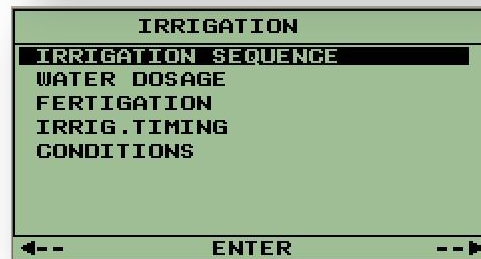 IRRIGATION
IRRIGATION SEQUENCE
WATER DOSAGE
FERTIGATION
IRRIG.TIMING
CONDITIONS
◄-- ENTER --►